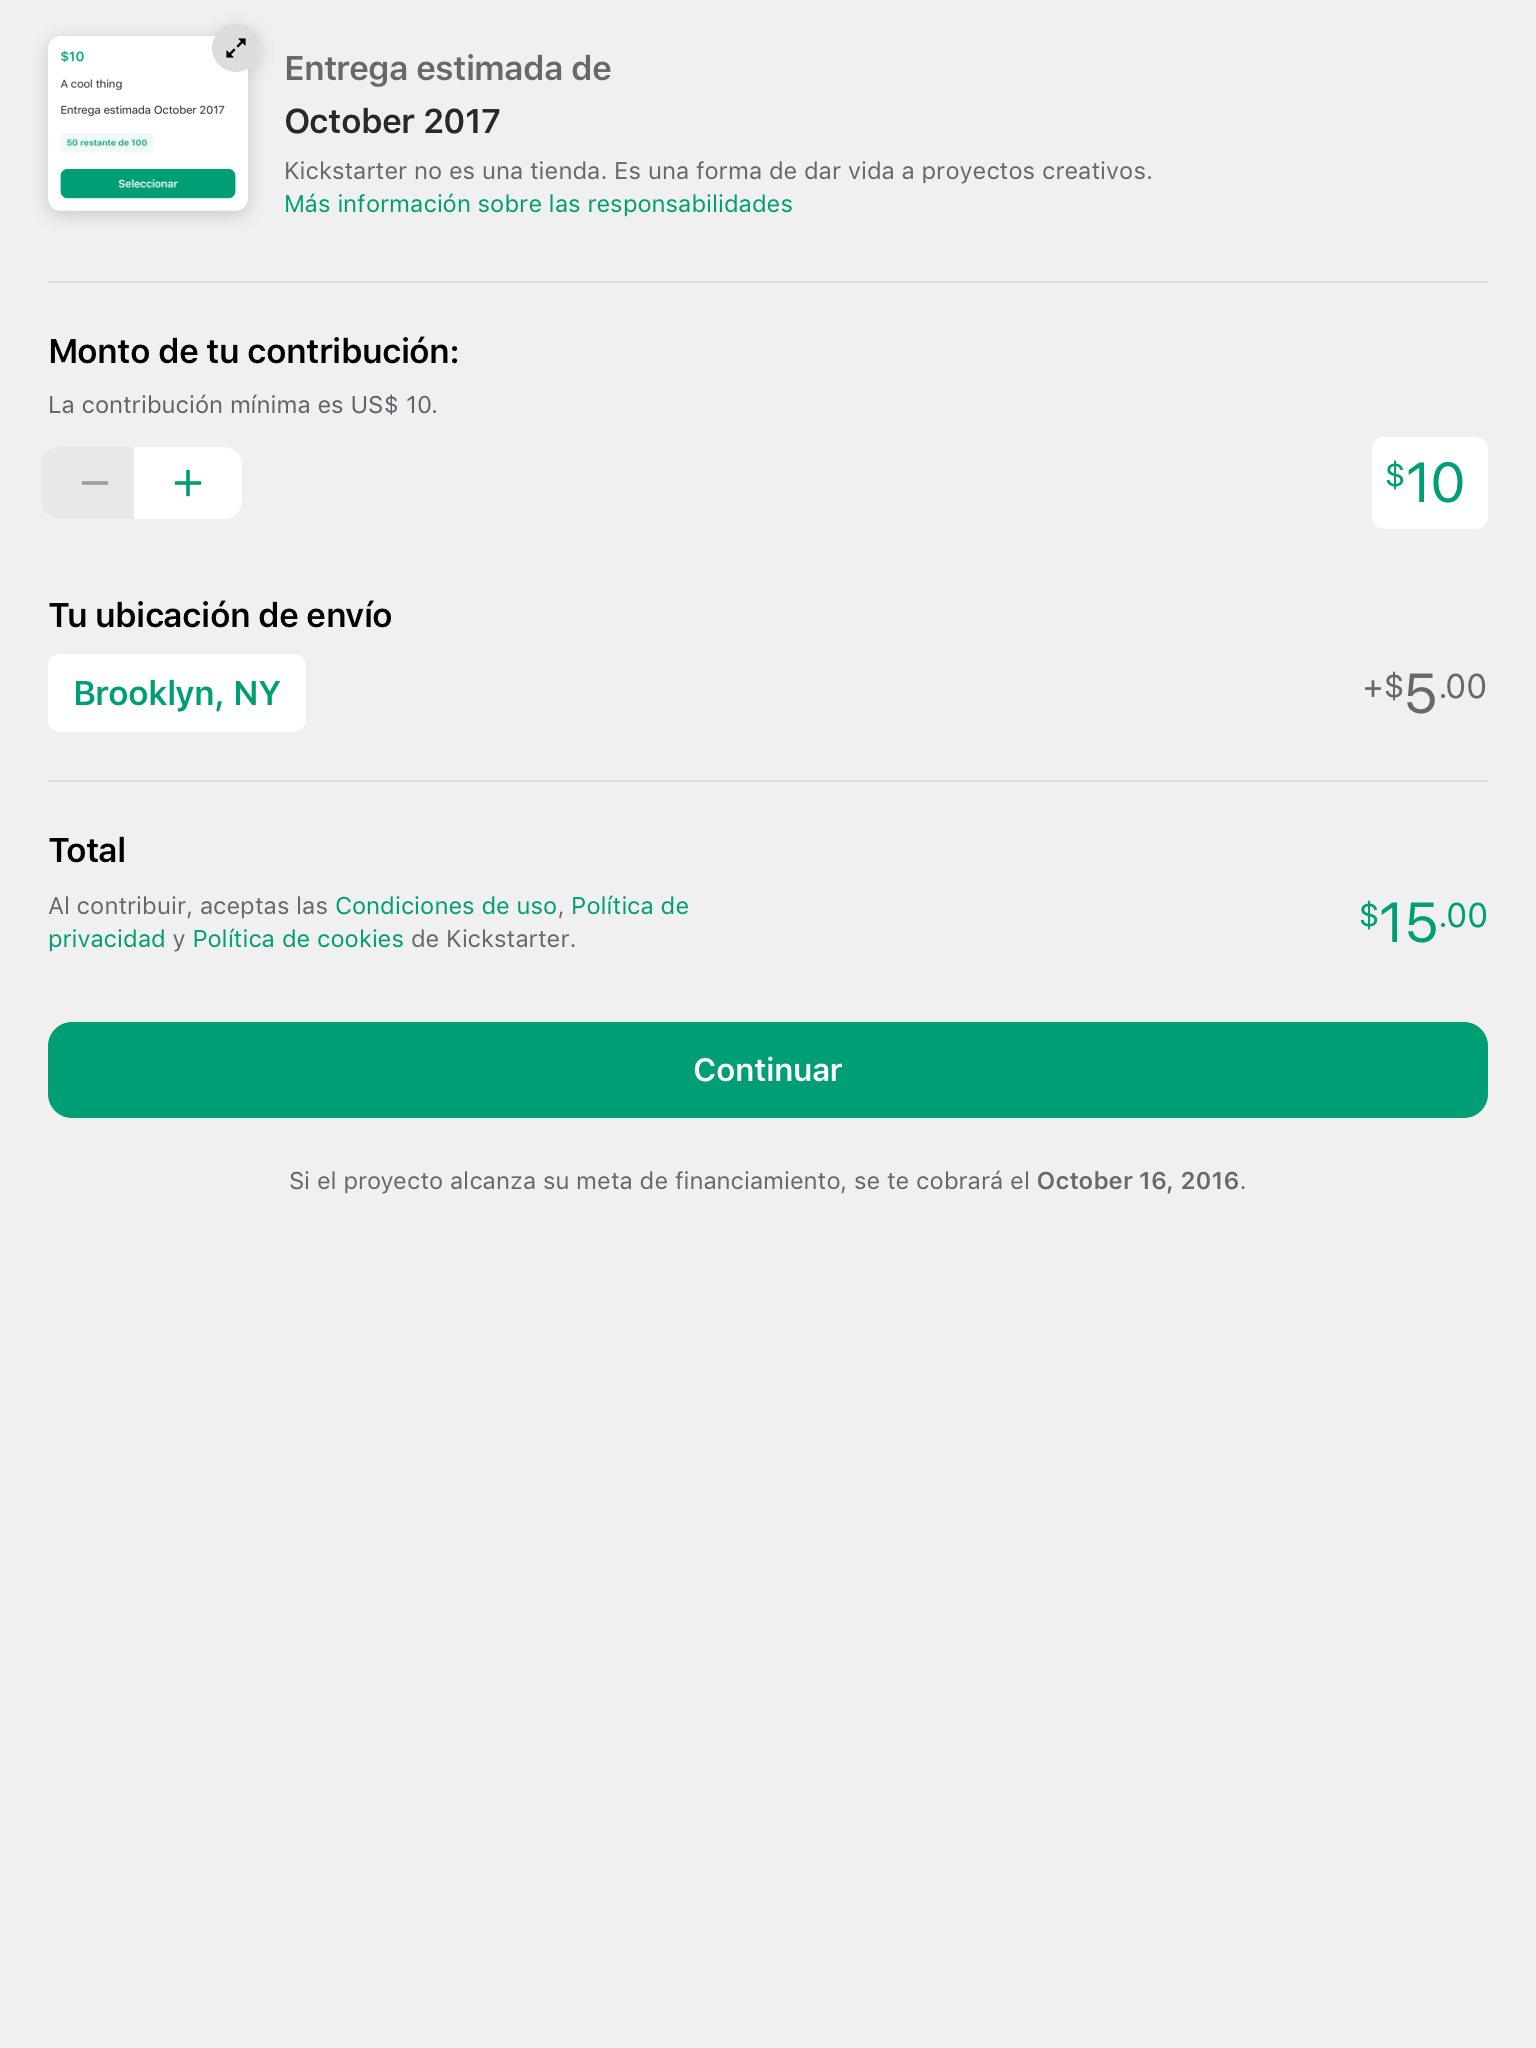 $10
A cool thing
Entrega estimada October 2017
50 restante de 100
Seleccionar
Entrega estimada de
October 2017
Kickstarter no es una tienda. Es una forma de dar vida a proyectos creativos.
Más información sobre las responsabilidades
Monto de tu contribución:
La contribución mínima es US$ 10.
$10
Tu ubicación de envío
Brooklyn, NY
+$5.00
Total
Al contribuir, aceptas las Condiciones de uso, Política de
privacidad y Política de cookies de Kickstarter.
$15.00
Continuar
Si el proyecto alcanza su meta de financiamiento, se te cobrará el October 16, 2016.